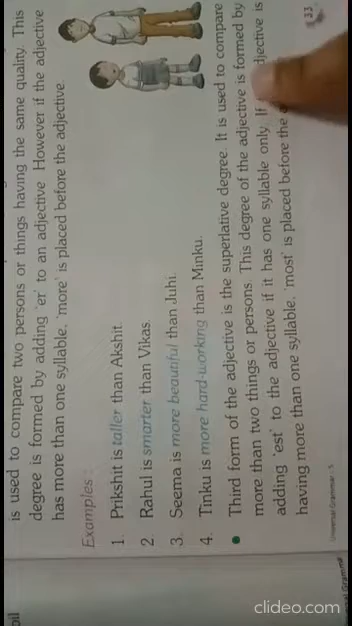 is used to compare two persons or things having the same quality. This
degree is formed by adding 'er' to an adjective However if the adjective
has more than one syllable, 'more' is placed before the adjective.
Examples :
1. Prikshit is taller than Akshit.
2. Rahul is smarter than Vikas.
3. Seema is more beautiful than Juhi.
4. Tinku is more hard-working than Minku.
• Third form of the adjective is the superlative degree. It is used to compare
more than two things or persons. This degree of the adjective is formed by
adding 'est' to the adjective if it has one syllable only. If adjective is
having more than one syllable, 'most' is placed before the
Universal Grammar - 5
33
clideo.com